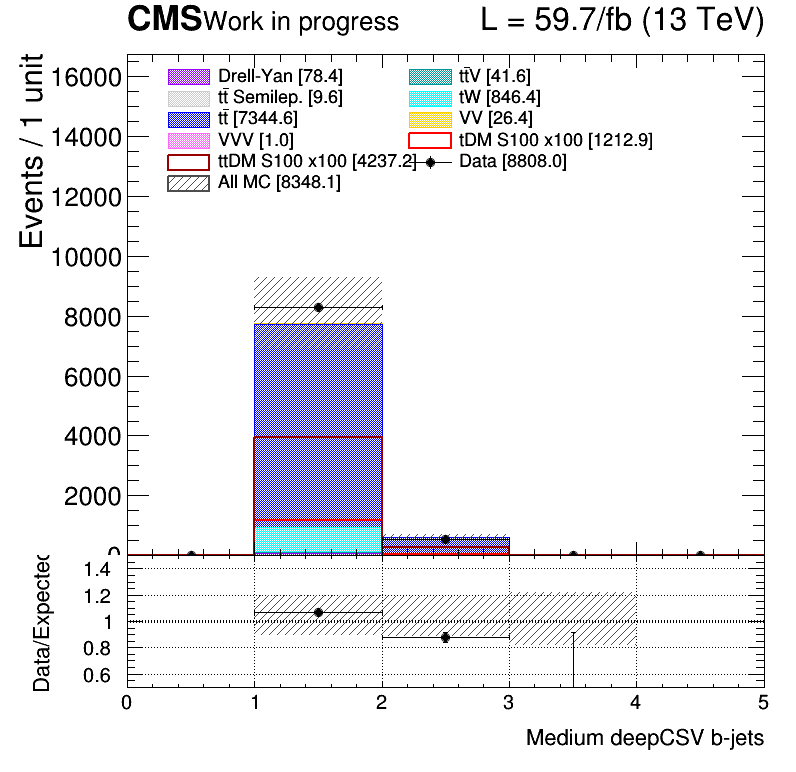 CMS Work in progress L = 59.7/fb (13 TeV)
Events / 1 unit
16000
14000
12000
10000
8000
6000
4000
2000
0
Drell-Yan [78.4] tt̄V [41.6]
tt̄ Semilep. [9.6] tW [846.4]
tt̄ [7344.6] VV [26.4]
VVV [1.0] tDM S100 x100 [1212.9]
ttDM S100 x100 [4237.2] Data [8808.0]
All MC [8348.1]
Data/Expected
1.4
1.2
1
0.8
0.6
0 1 2 3 4 5
Medium deepCSV b-jets